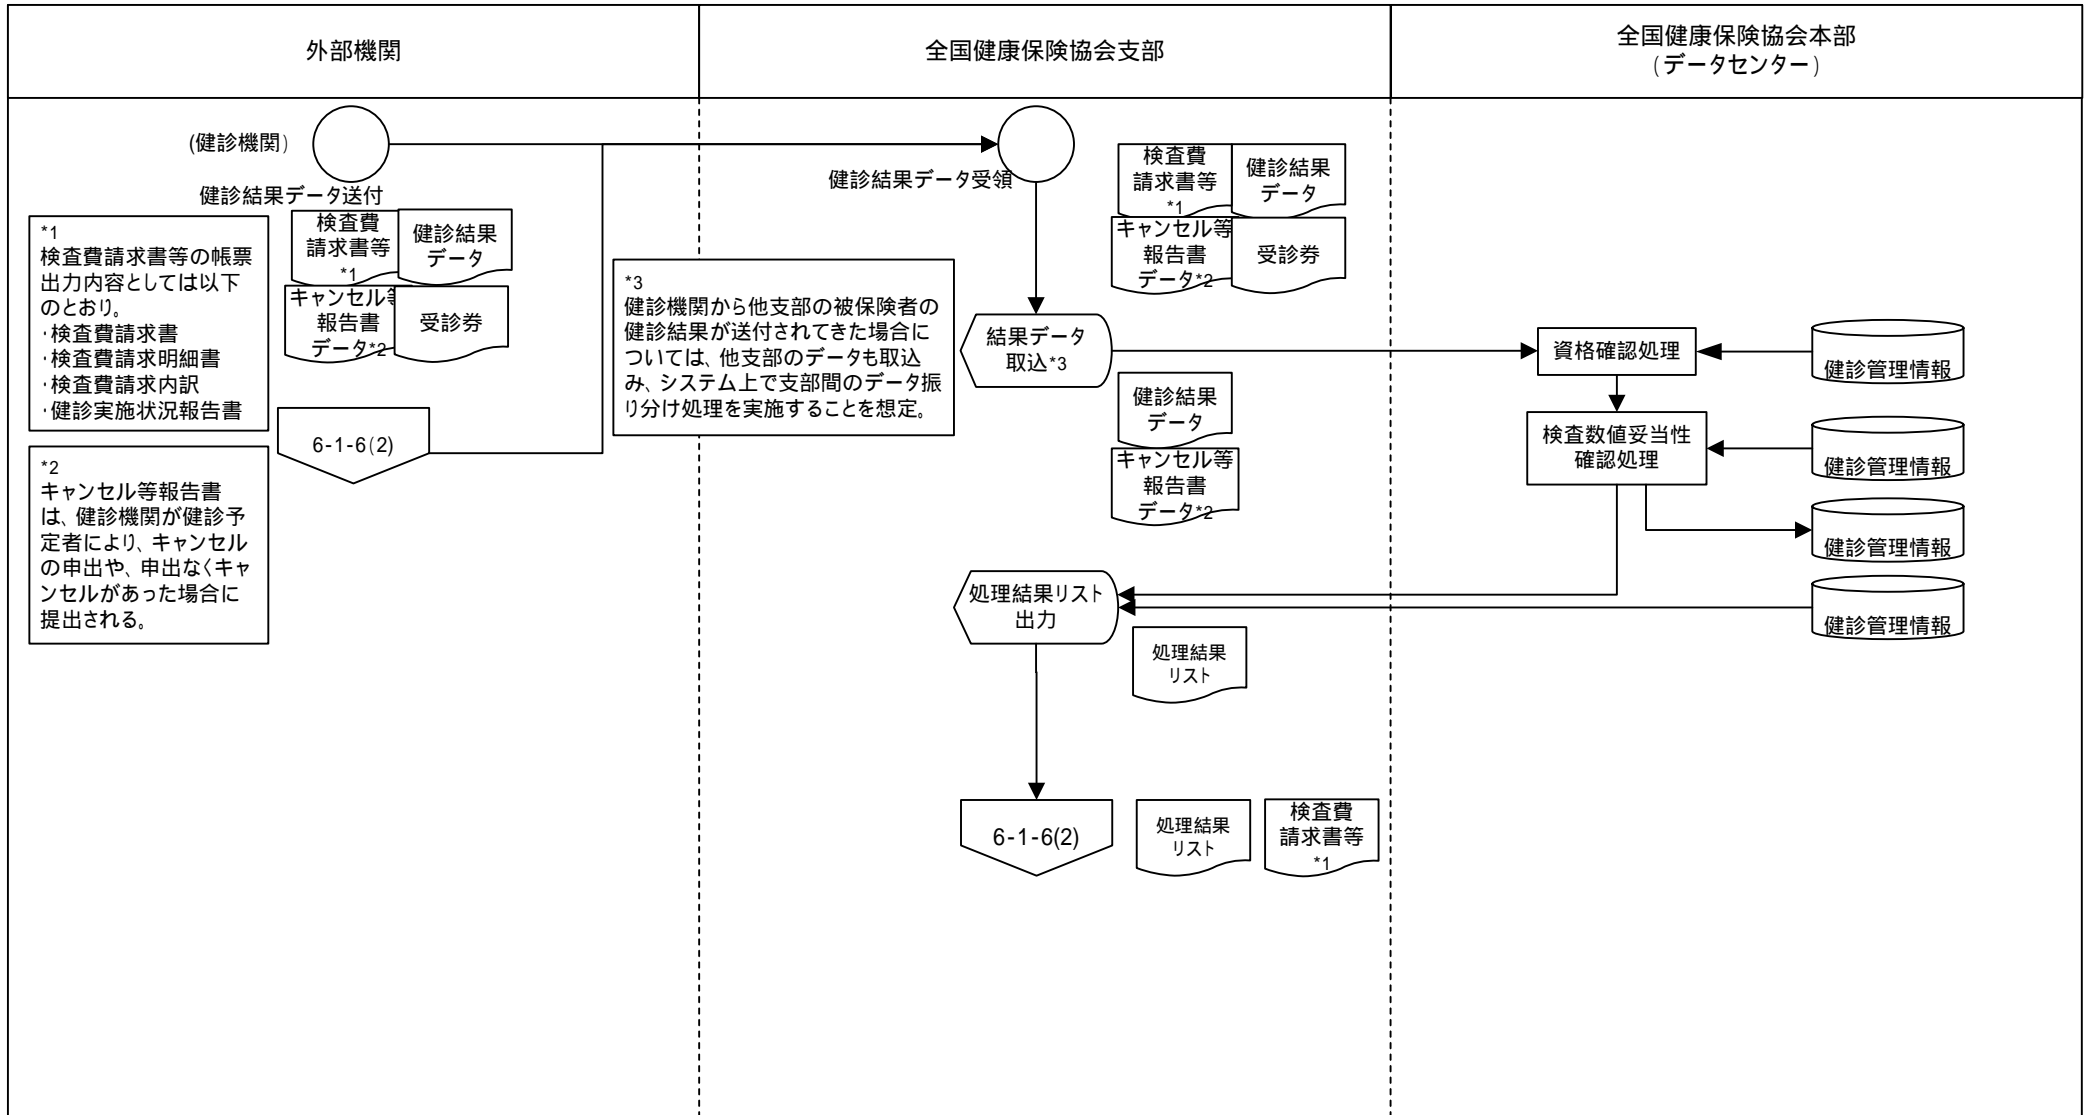 外部機関
全国健康保険協会支部
全国健康保険協会本部
(データセンター)
(健診機関)
健診結果データ送付
検査費
請求書等
*1
健診結果
データ
キャンセル等
報告書
データ*2
受診券
*1
検査費請求書等の帳票
出力内容としては以下
のとおり。
・検査費請求書
・検査費請求明細書
・検査費請求内訳
・健診実施状況報告書
*2
キャンセル等報告書
は、健診機関が健診予
定者により、キャンセル
の申出や、申出なくキャ
ンセルがあった場合に
提出される。
6-1-6(2)
*3
健診機関から他支部の被保険者の
健診結果が送付されてきた場合に
ついては、他支部のデータも取込
み、システム上で支部間のデータ振
り分け処理を実施することを想定。
健診結果データ受領
検査費
請求書等
*1
健診結果
データ
キャンセル等
報告書
データ*2
受診券
結果データ
取込*3
健診結果
データ
キャンセル等
報告書
データ*2
資格確認処理
健診管理情報
検査数値妥当性
確認処理
健診管理情報
健診管理情報
健診管理情報
処理結果リスト
出力
処理結果
リスト
6-1-6(2)
処理結果
リスト
検査費
請求書等
*1